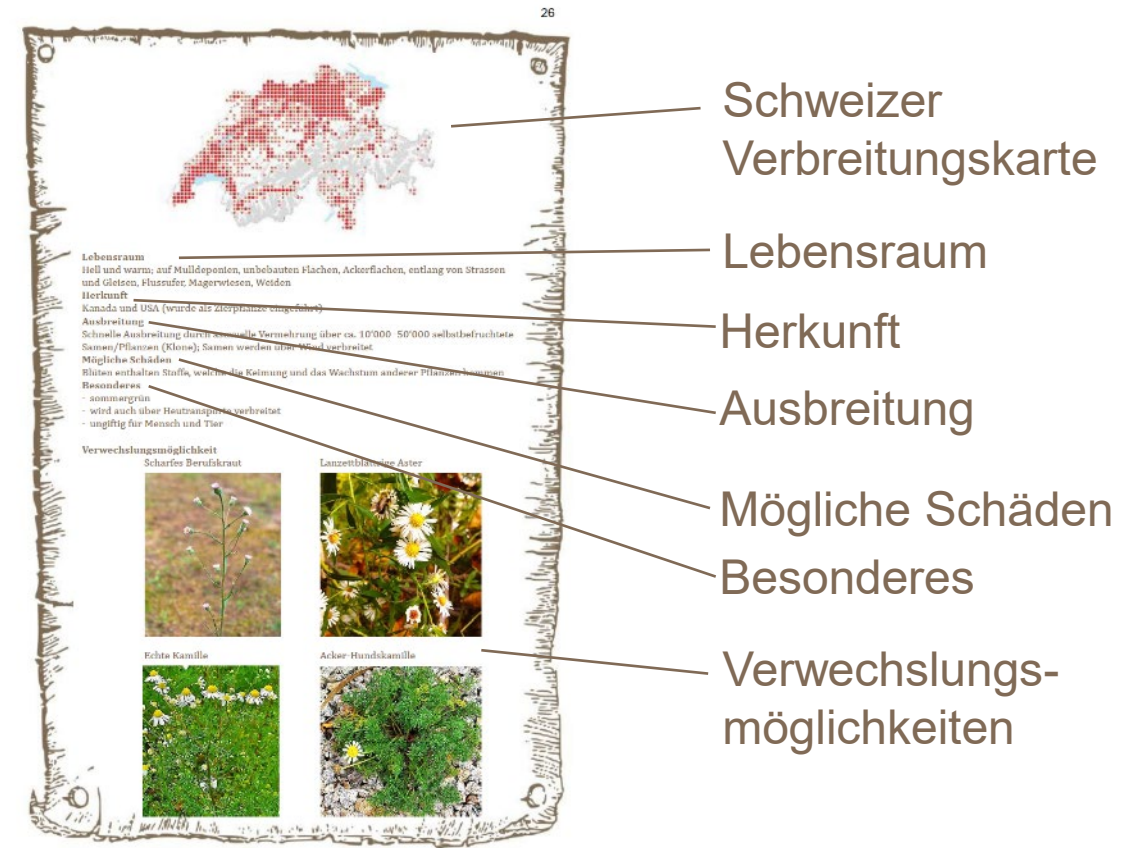 26
Schweizer
Verbreitungskarte
Lebensraum
Herkunft
Ausbreitung
Mögliche Schäden
Besonderes
Verwechslungs-
möglichkeiten
Lebensraum
Hell und warm; auf Mulldeponien, unbebauten Flächen, Ackerflächen, entlang von Strassen
und Gleisen, Flussufer, Magerwiesen, Weiden
Herkunft
Kanada und USA (wurde als Zierpflanze eingeführt)
Ausbreitung
Schnelle Ausbreitung durch Vermehrung über ca. 10'000-50'000 selbstbefruchtete
Samen/Pflanzen (Klone); Samen werden über Wind verbreitet
Mögliche Schäden
Blüten enthalten Stoffe, welche die Keimung und das Wachstum anderer Pflanzen hemmen
Besonderes
- sommergrün
- wird auch über Heutransporte verbreitet
- ungiftig für Mensch und Tier
Verwechslungsmöglichkeit
Scharfes Berufskraut
Lanzettblättrige Aster
Echte Kamille
Acker-Hundskamille